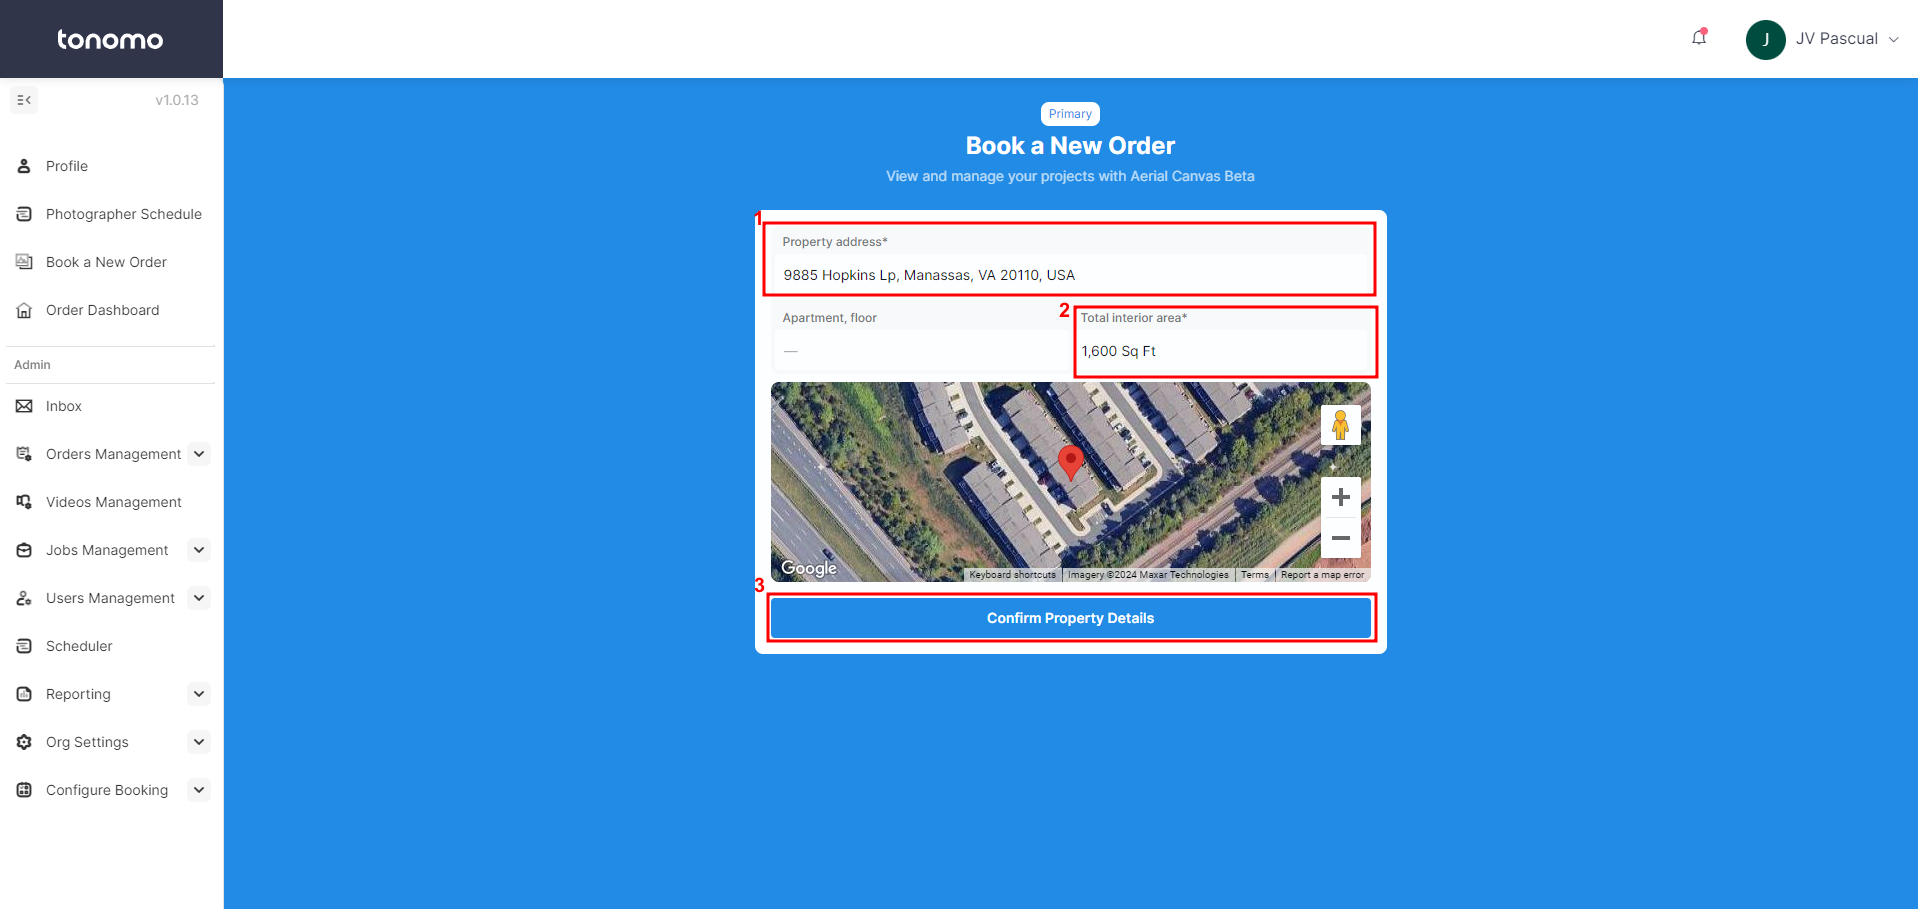 tonomo
J
JV Pascual
v1.0.13
Profile
Photographer Schedule
Book a New Order
Order Dashboard
Admin
Inbox
Orders Management
Videos Management
Jobs Management
Users Management
Scheduler
Reporting
Org Settings
Configure Booking
Primary
Book a New Order
View and manage your projects with Aerial Canvas Beta
1
Property address*
9885 Hopkins Lp, Manassas, VA 20110, USA
Apartment, floor
—
2
Total interior area*
1,600 Sq Ft
Google
Keyboard shortcuts
Imagery ©2024 Maxar Technologies
Terms
Report a map error
3
Confirm Property Details